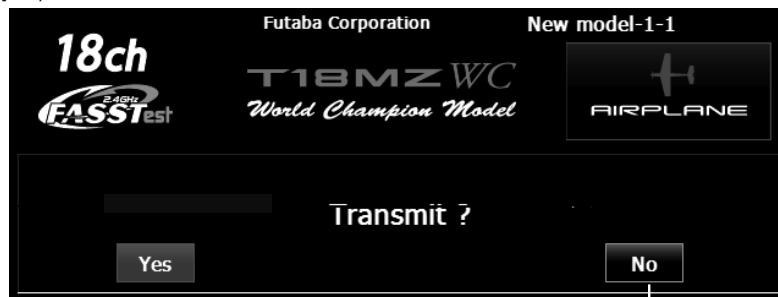 Futaba Corporation New model-1-1
18ch
T18MZ WC
2.4GHz
FASSTest
World Champion Model
AIRPLANE
Transmit ?
Yes No